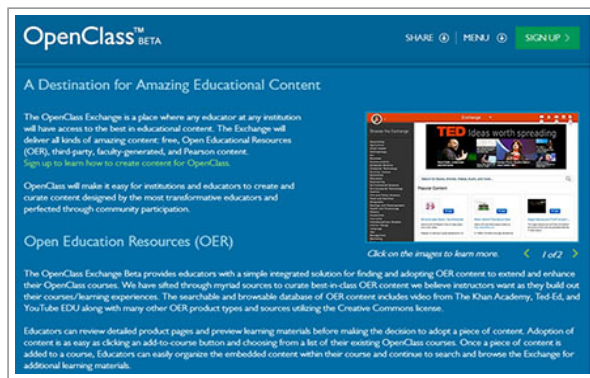 OpenClass™ BETA
SHARE | MENU | SIGN UP >
A Destination for Amazing Educational Content
The OpenClass Exchange is a place where any educator at any institution
will have access to the best in educational content. The Exchange will
deliver all kinds of amazing content: free, Open Educational Resources
(OER), third-party, faculty-generated, and Pearson content.
Sign up to learn how to create content for OpenClass.
OpenClass will make it easy for institutions and educators to create and
curate content designed by the most transformative educators and
perfected through community participation.
Exchange
Browse the Exchange
TED Ideas worth spreading
Popular Content
Click on the images to learn more.
< 1 of 2 >
Open Education Resources (OER)
The OpenClass Exchange Beta provides educators with a simple integrated solution for finding and adopting OER content to extend and enhance
their OpenClass courses. We have sifted through myriad sources to curate best-in-class OER content we believe instructors want as they build out
their courses/learning experiences. The searchable and browsable database of OER content includes video from The Khan Academy, Ted-Ed, and
YouTube EDU along with many other OER product types and sources utilizing the Creative Commons license.
Educators can review detailed product pages and preview learning materials before making the decision to adopt a piece of content. Adoption of
content is as easy as clicking an add-to-course button and choosing from a list of their existing OpenClass courses. Once a piece of content is
added to a course, Educators can easily organize the embedded content within their course and continue to search and browse the Exchange for
additional learning materials.